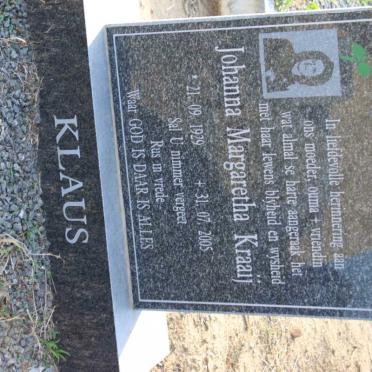 In liefdevolle herinnering aan
ons moeder, ouma + vriendin
wat almal se harte aangeraak het
met haar lewens blyheid en wysheid
Johanna Margaretha Kraaij
* 21. 09. 1929 + 31. 07. 2005
Sal U nimmer vergeet
Rus in vrede
Waar GOD IS DAAR IS ALLES
KLAUS